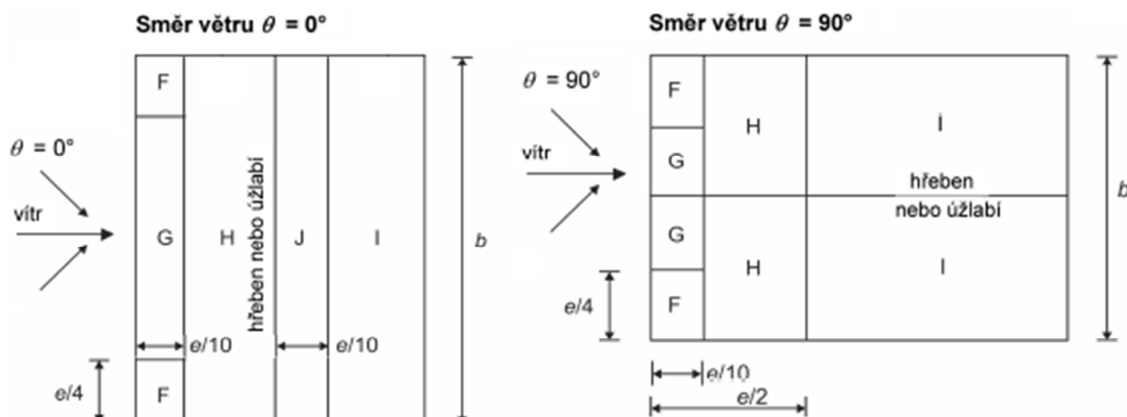 Směr větru θ = 0°
F
θ = 0°
vítr
G
H
hřeben nebo úžlabí
J
I
b
e/10
e/10
e/4
F
Směr větru θ = 90°
θ = 90°
vítr
F
H
I
G
hřeben
nebo úžlabí
b
G
H
I
e/4
F
e/10
e/2